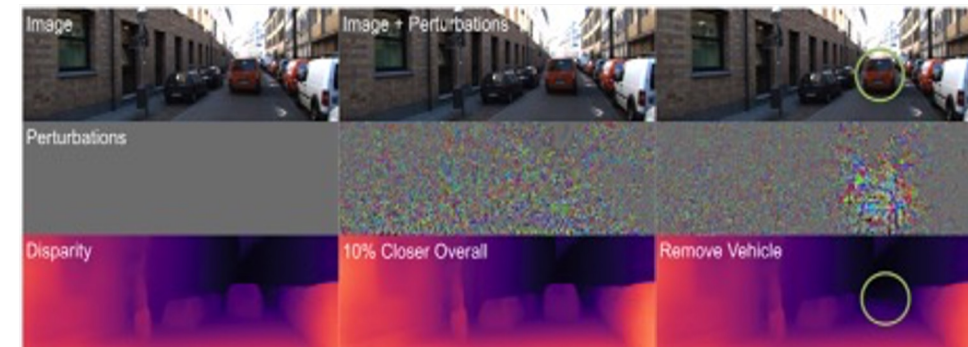 Image
Image + Perturbations
Perturbations
Disparity
10% Closer Overall
Remove Vehicle